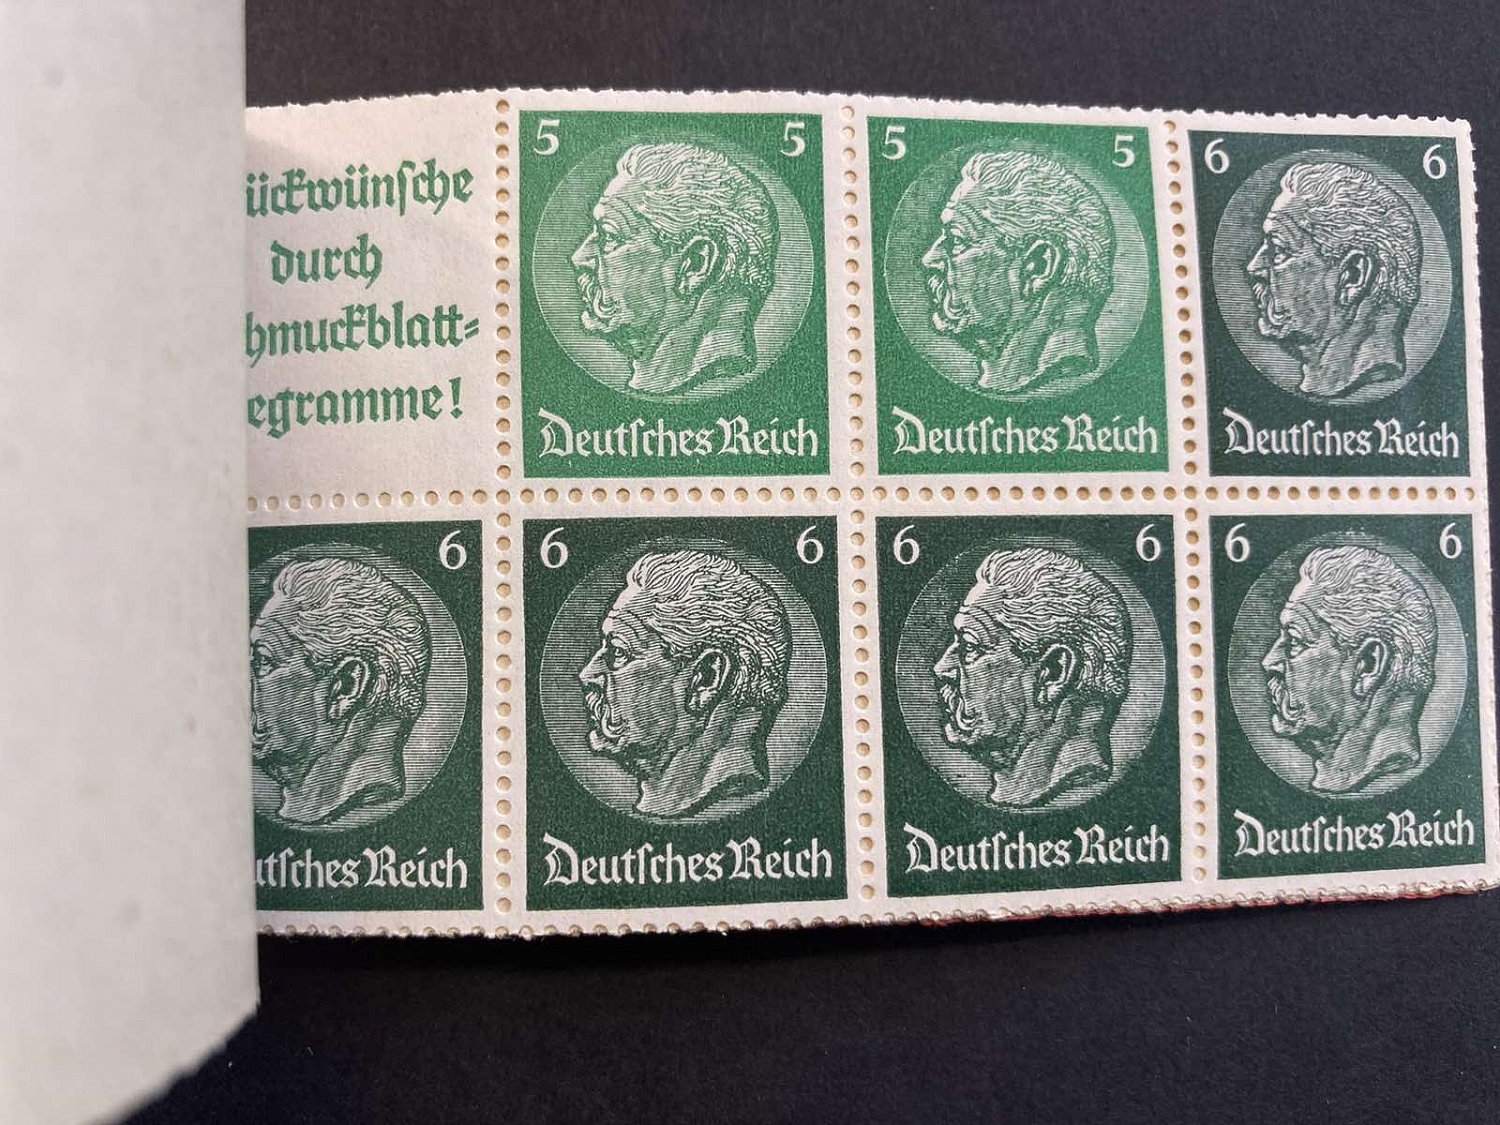 ückwünsche
durch
hmuckblatt=
egramme!
5 5
Deutsches Reich
5 5
Deutsches Reich
6 6
Deutsches Reich
6
utsches Reich
6 6
Deutsches Reich
6 6
Deutsches Reich
6 6
Deutsches Reich